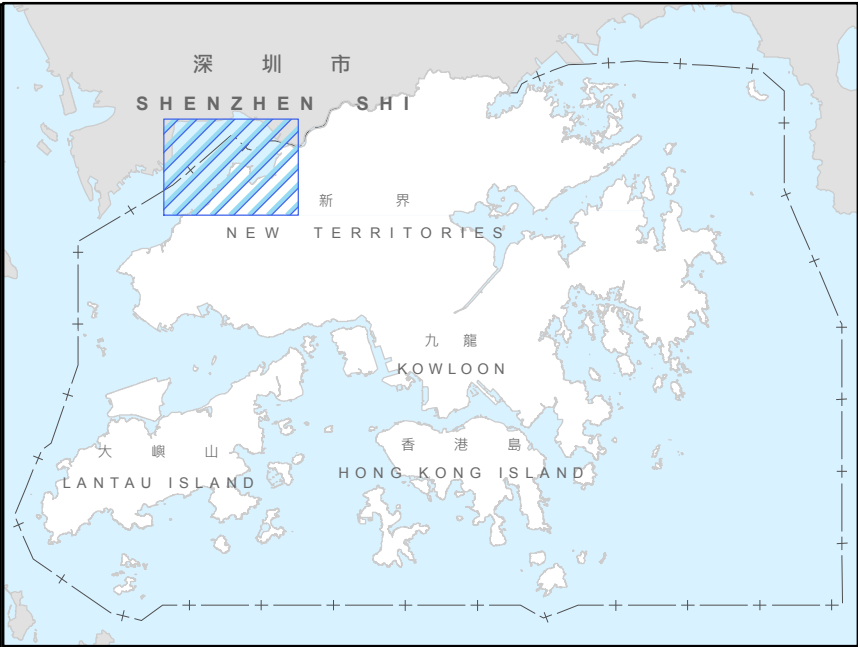 深圳市
SHENZHEN SHI
新界
NEW TERRITORIES
九龍
KOWLOON
大嶼山
LANTAU ISLAND
香港島
HONG KONG ISLAND